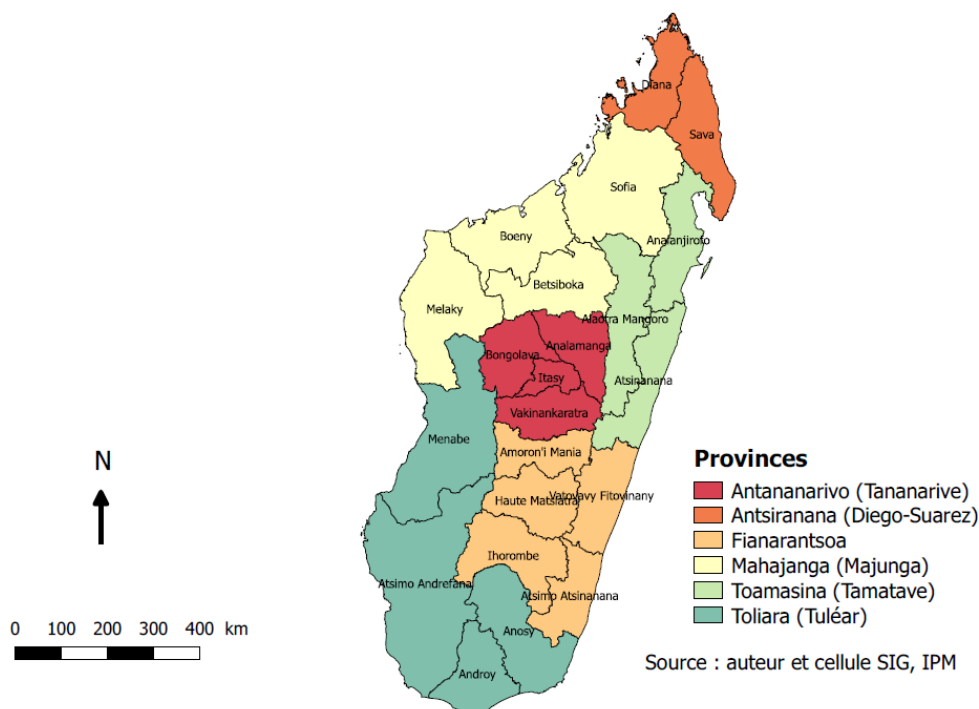 Diana
Sava
Sofia
Analanjirofo
Boeny
Betsiboka
Melaky
Alaotra Mangoro
Analamanga
Bongolava
Itasy
Atsinanana
Vakinankaratra
Menabe
Amoron'i Mania
Haute Matsiatra
Vatovavy Fitovinany
Ihorombe
Atsimo Andrefana
Atsimo Atsinanana
Anosy
Androy
N
0 100 200 300 400 km
Provinces
Antananarivo (Tananarive)
Antsiranana (Diego-Suarez)
Fianarantsoa
Mahajanga (Majunga)
Toamasina (Tamatave)
Toliara (Tuléar)
Source : auteur et cellule SIG, IPM